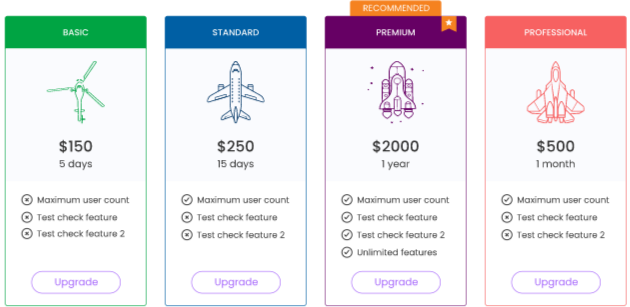 RECOMMENDED
BASIC
$150
5 days
Maximum user count
Test check feature
Test check feature 2
Upgrade
STANDARD
$250
15 days
Maximum user count
Test check feature
Test check feature 2
Upgrade
PREMIUM
$2000
1 year
Maximum user count
Test check feature
Test check feature 2
Unlimited features
Upgrade
PROFESSIONAL
$500
1 month
Maximum user count
Test check feature
Test check feature 2
Upgrade